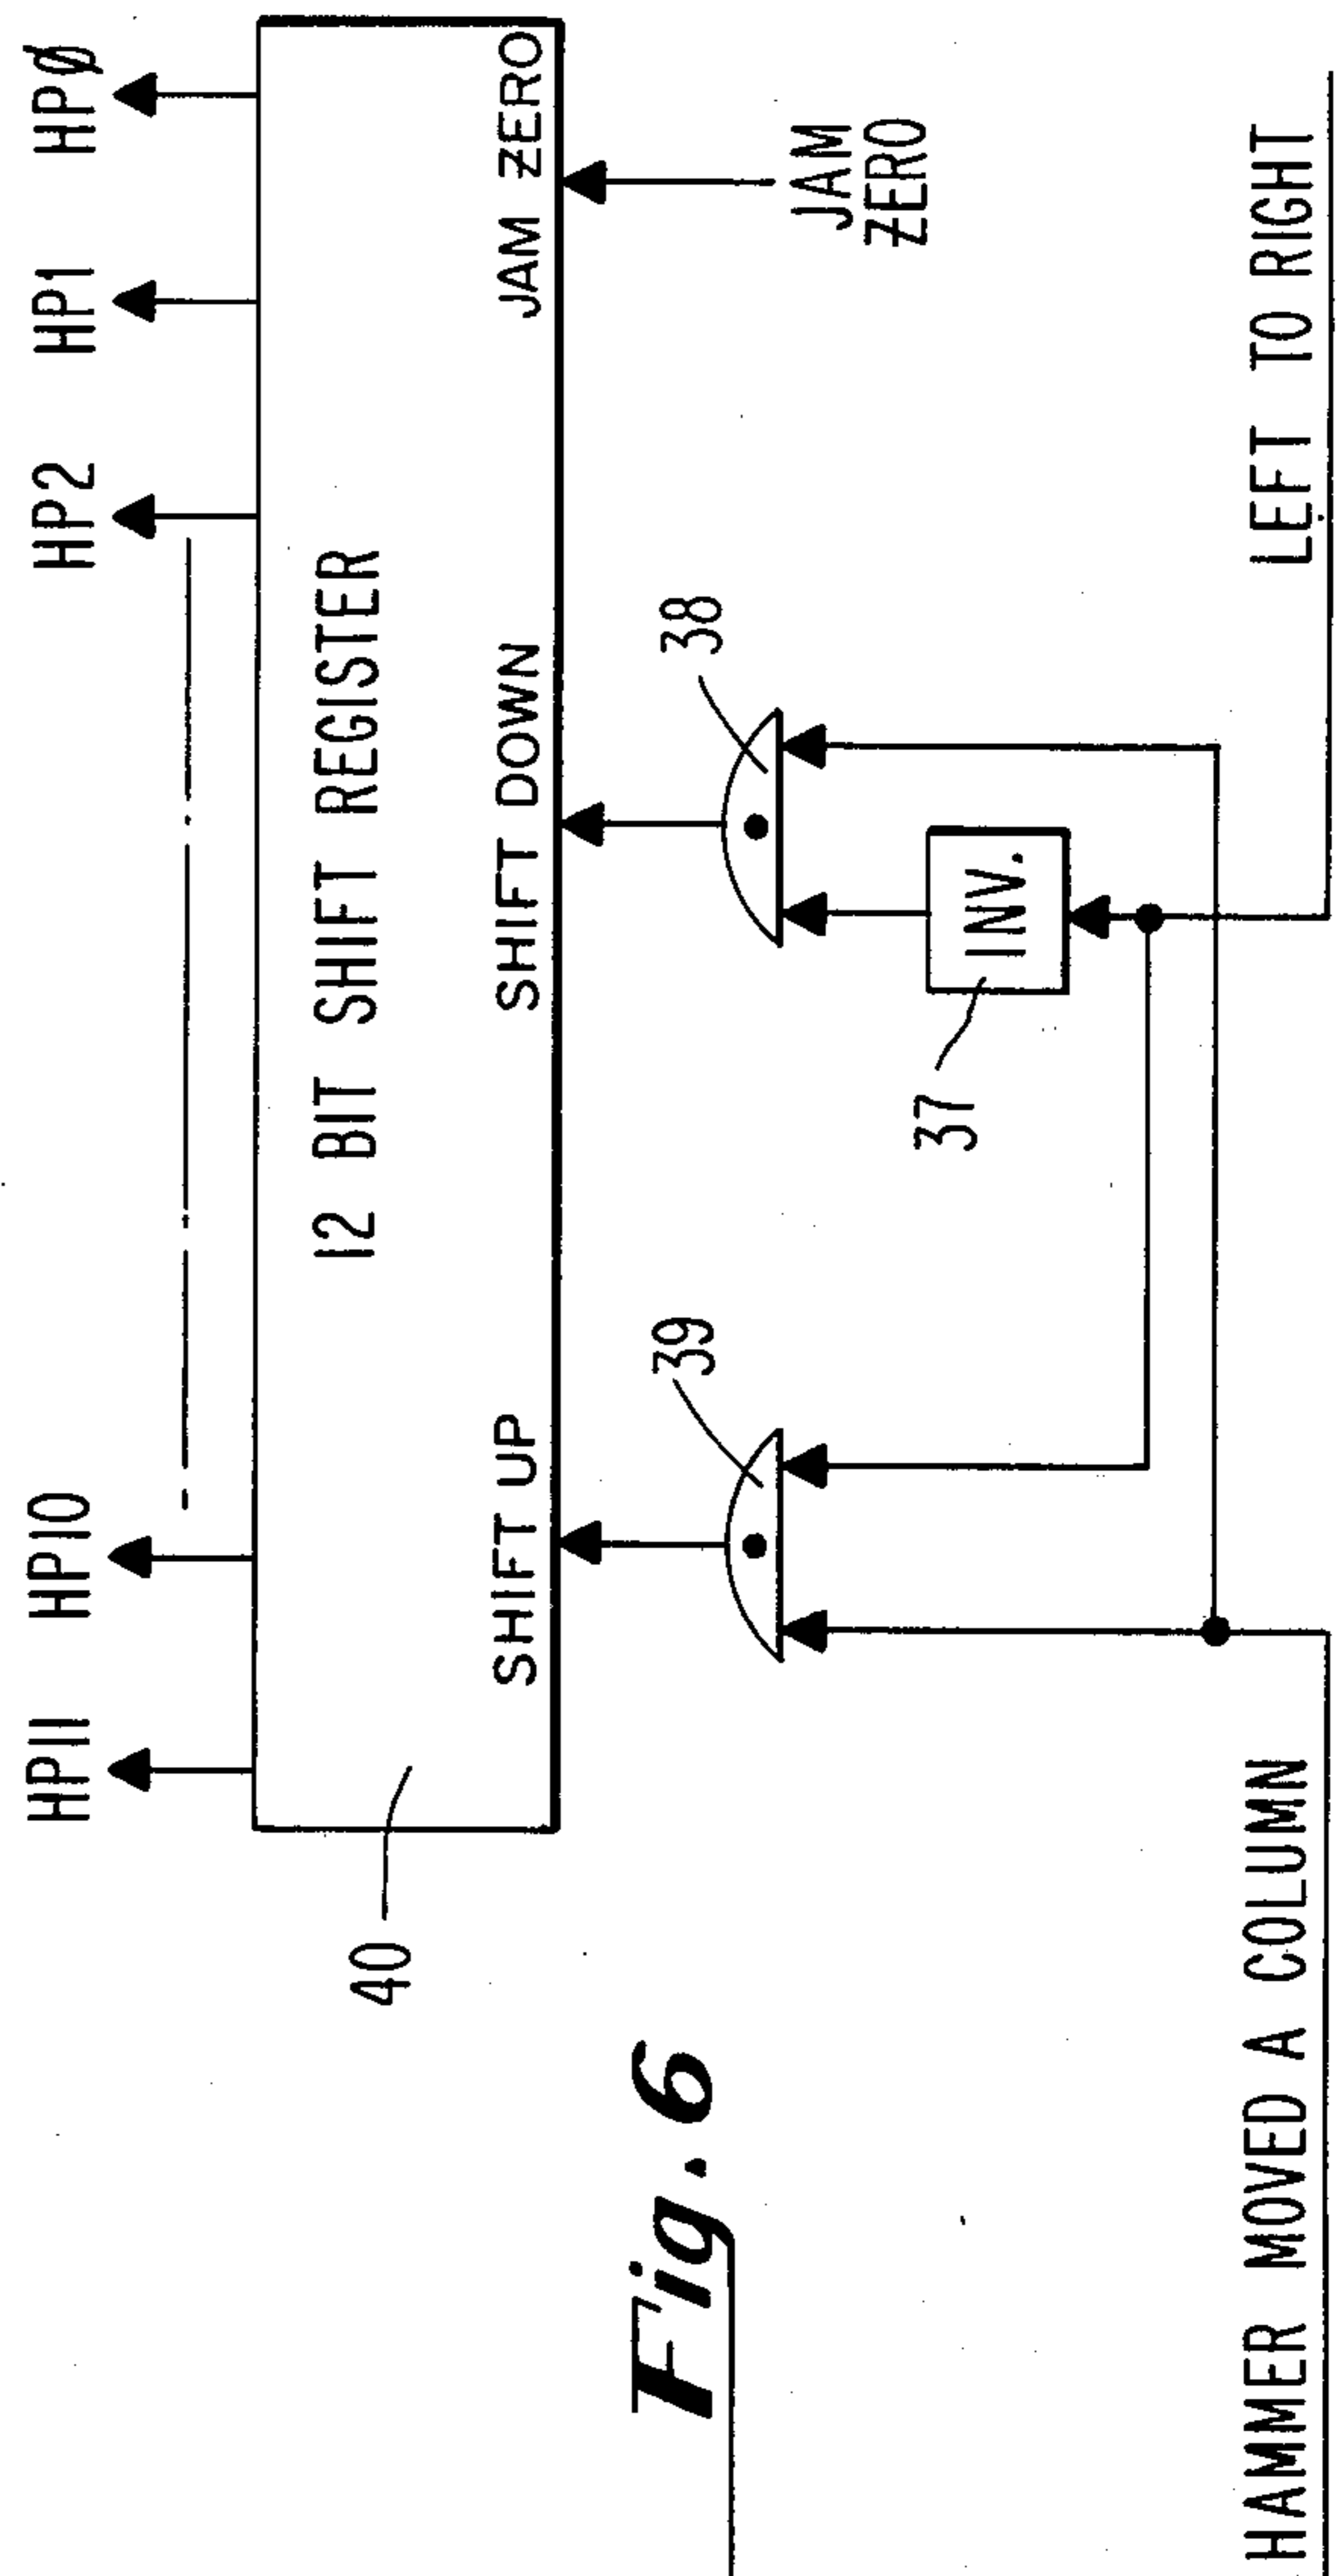 HP11 HP10 HP2 HP1 HPØ
12 BIT SHIFT REGISTER
40
SHIFT UP SHIFT DOWN JAM ZERO
39 38
JAM
ZERO
37 INV.
HAMMER MOVED A COLUMN LEFT TO RIGHT
Fig. 6